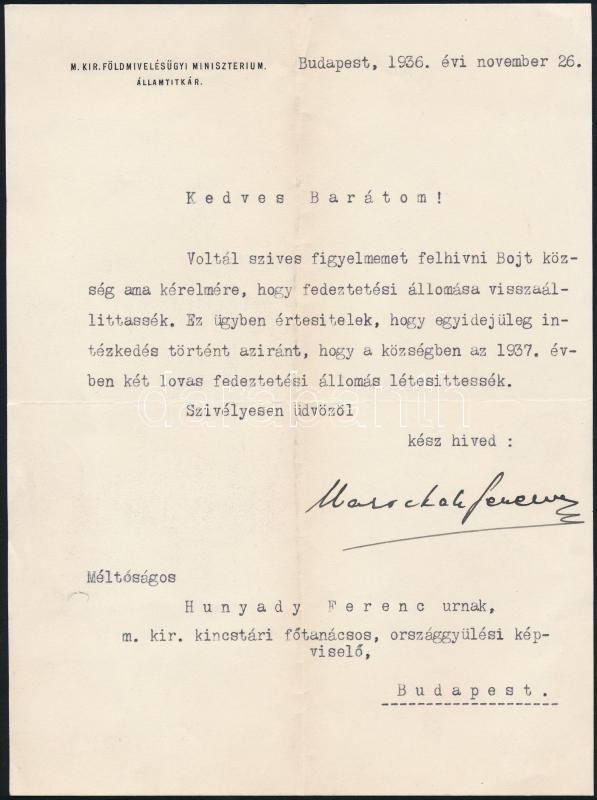 M. KIR. FÖLDMIVELÉSÜGYI MINISZTERIUM.
ÁLLAMTITKÁR.
Budapest, 1936. évi november 26.
Kedves Barátom!
Voltál szives figyelmemet felhivni Bojt köz-
ség ama kérelmére, hogy fedeztetési állomása visszaál-
littassék. Ez ügyben értesitelek, hogy egyidejüleg in-
tézkedés történt aziránt, hogy a községben az 1937. év-
ben két lovas fedeztetési állomás létesittessék.
Szivélyesen üdvözöl
kész hived :
Marschall Ferenc
Méltóságos
Hunyady Ferenc urnak,
m. kir. kincstári főtanácsos, országgyülési kép-
viselő,
Budapest.
darabanth